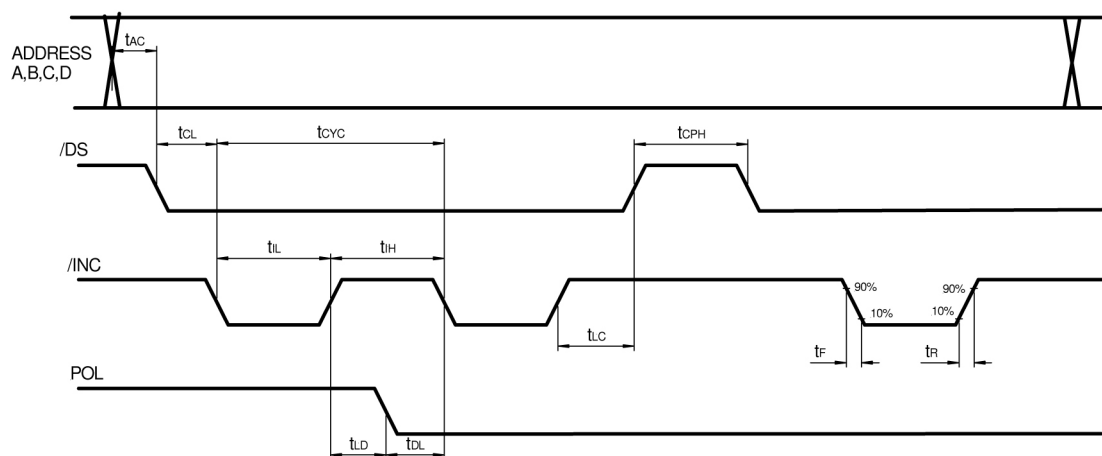 ADDRESS
A,B,C,D
tAC
/DS
tCL
tCYC
tCPH
/INC
tIL
tIH
90%
10%
90%
10%
tLC
tF
tR
POL
tLD
tDL